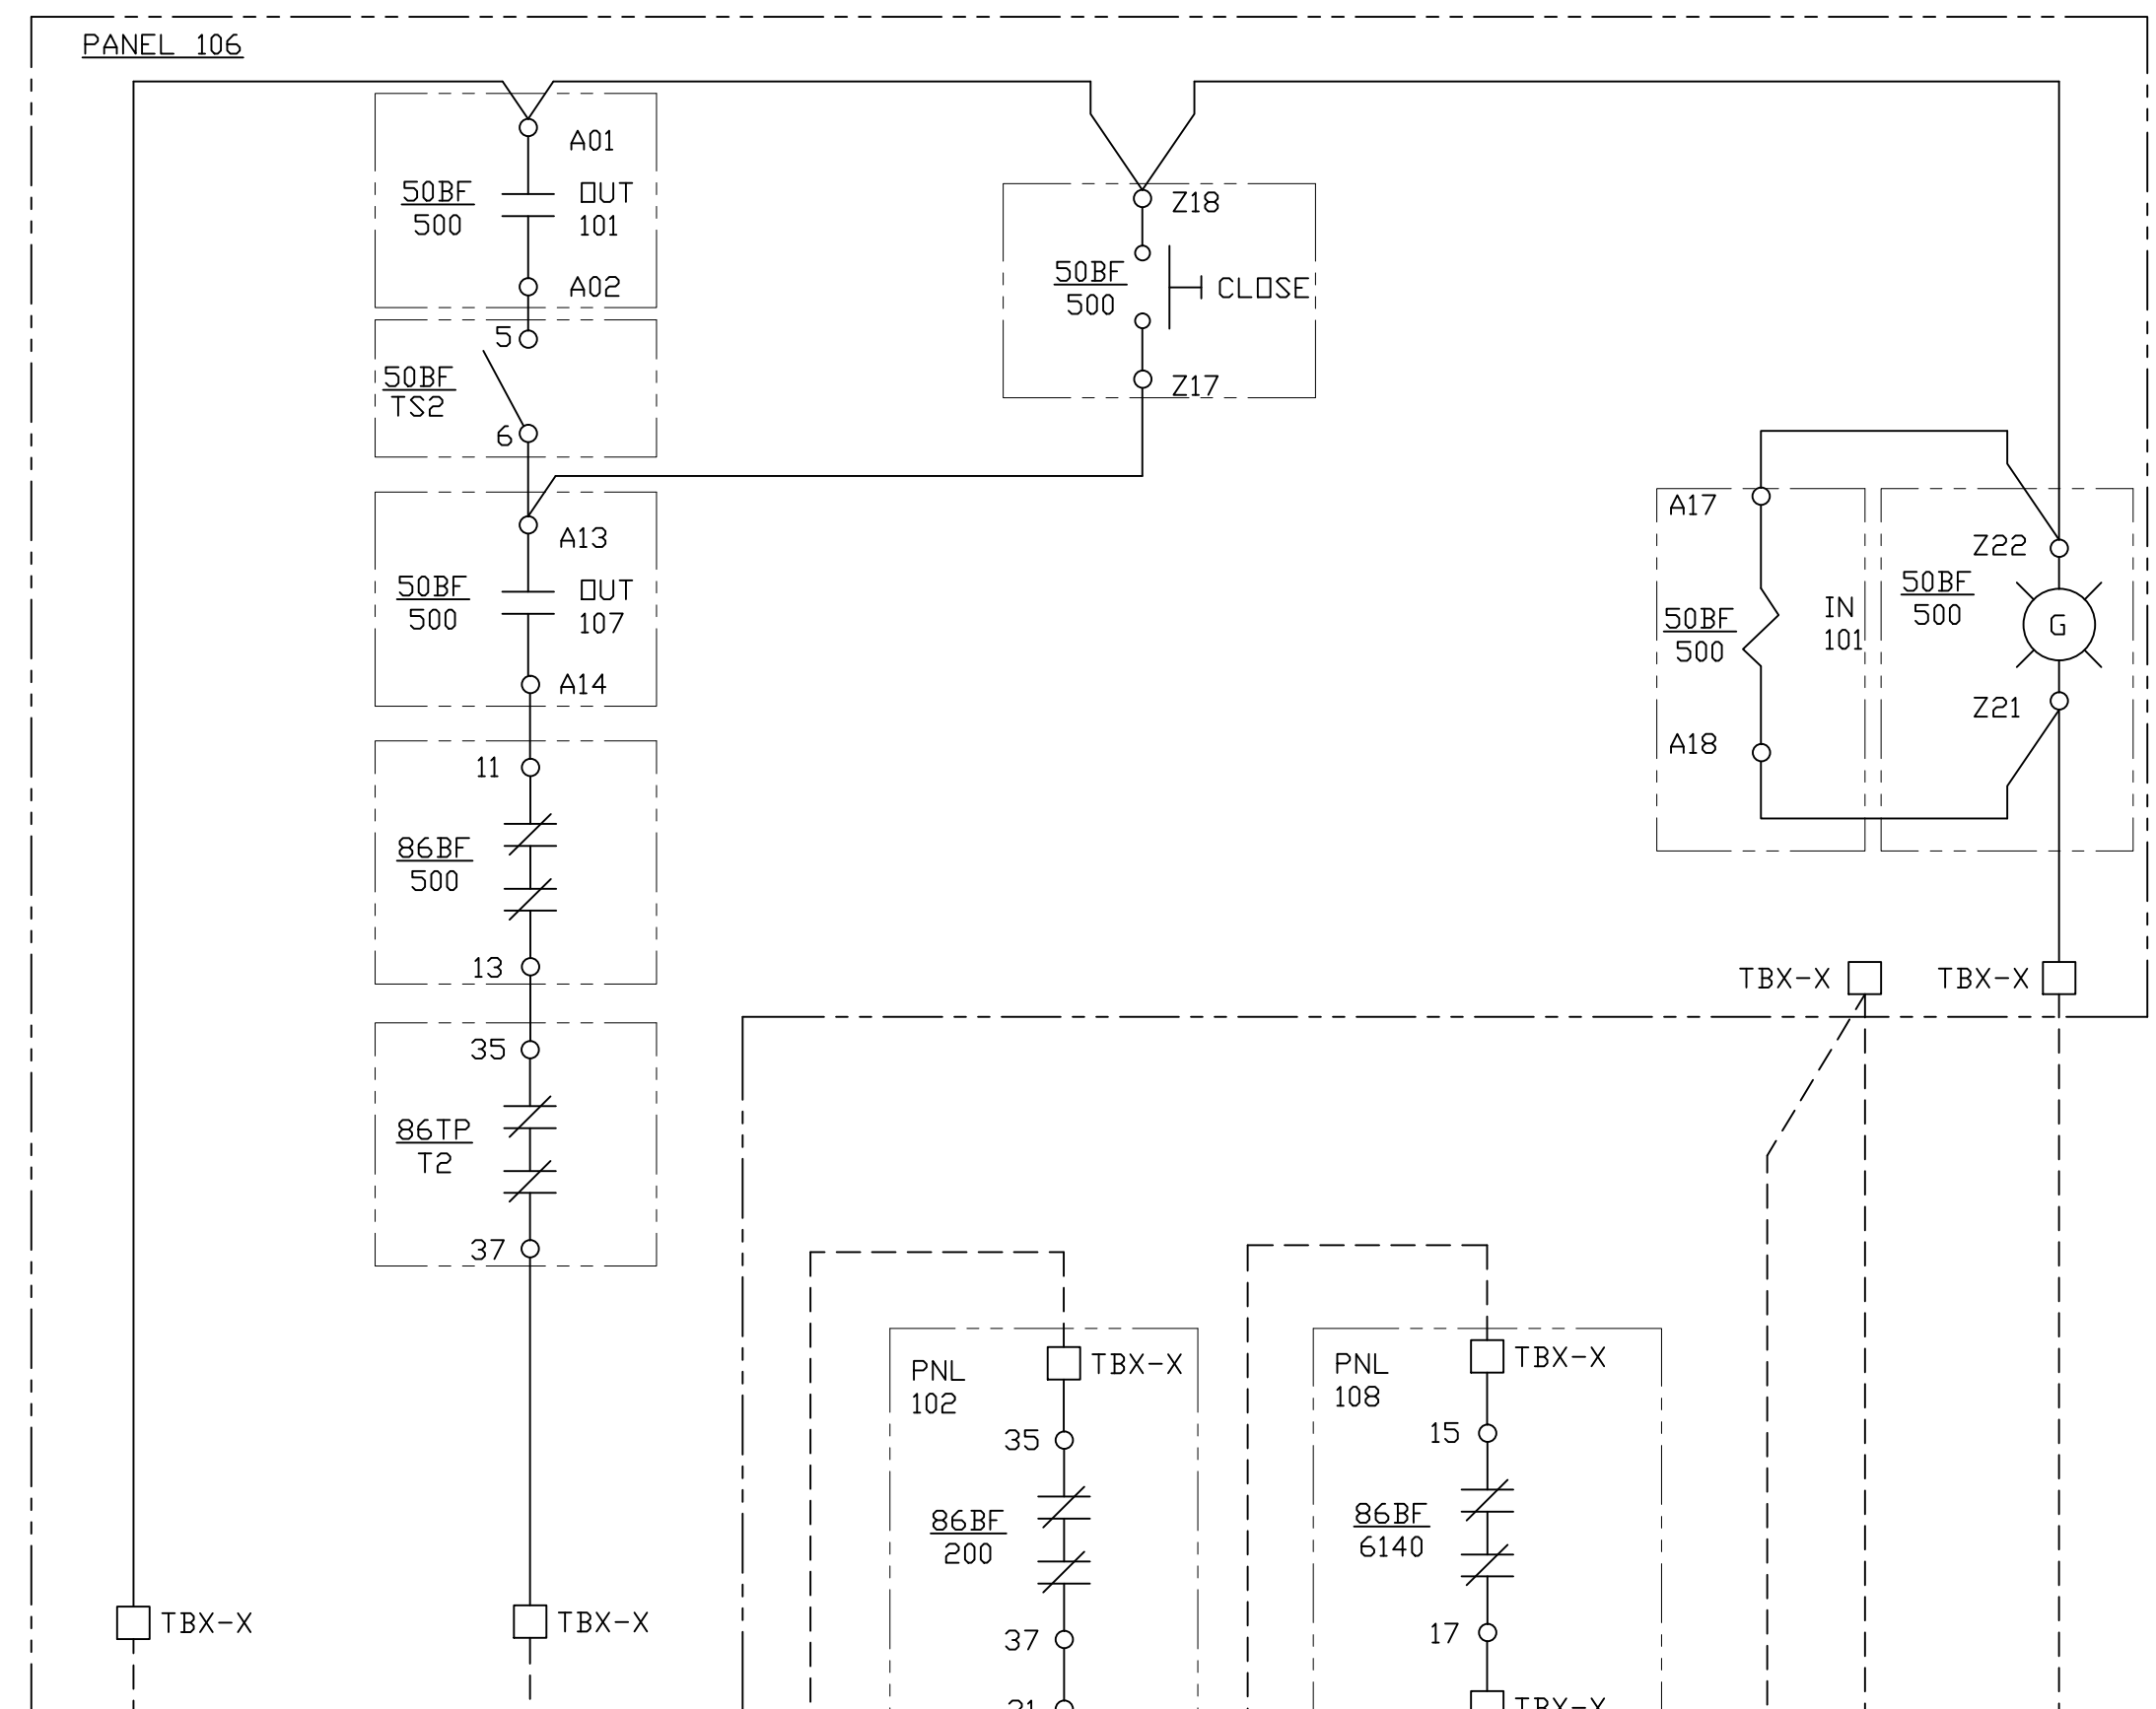 PANEL 106
A01
50BF
500
OUT
101
A02
5
50BF
TS2
6
Z18
50BF
500
CLOSE
Z17
A13
50BF
500
OUT
107
A14
A17
50BF
500
IN
101
A18
Z22
50BF
500
G
Z21
11
86BF
500
13
TBX-X
TBX-X
35
86TP
T2
37
PNL
102
TBX-X
35
86BF
200
37
PNL
108
TBX-X
15
86BF
6140
17
TBX-X
TBX-X
TBX-X